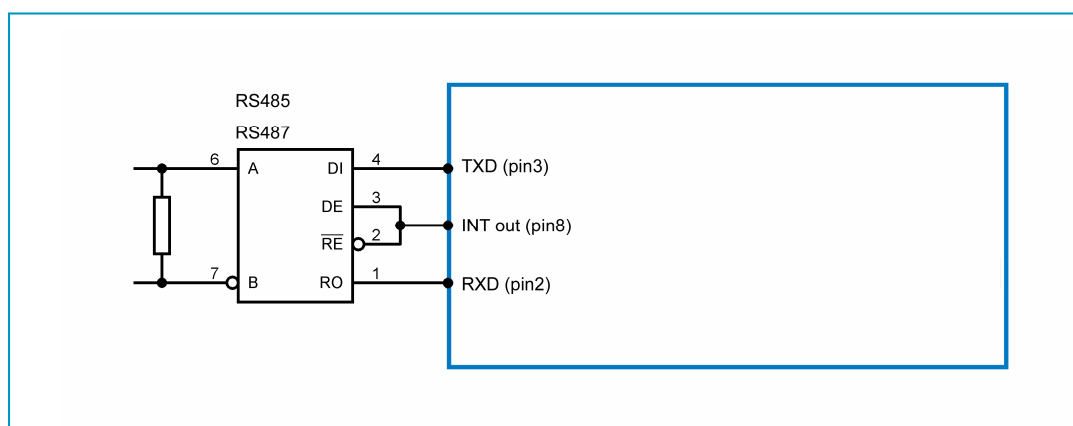 RS485
RS487
6 A DI 4 TXD (pin3)
DE 3
INT out (pin8)
RE 2
7 B RO 1 RXD (pin2)